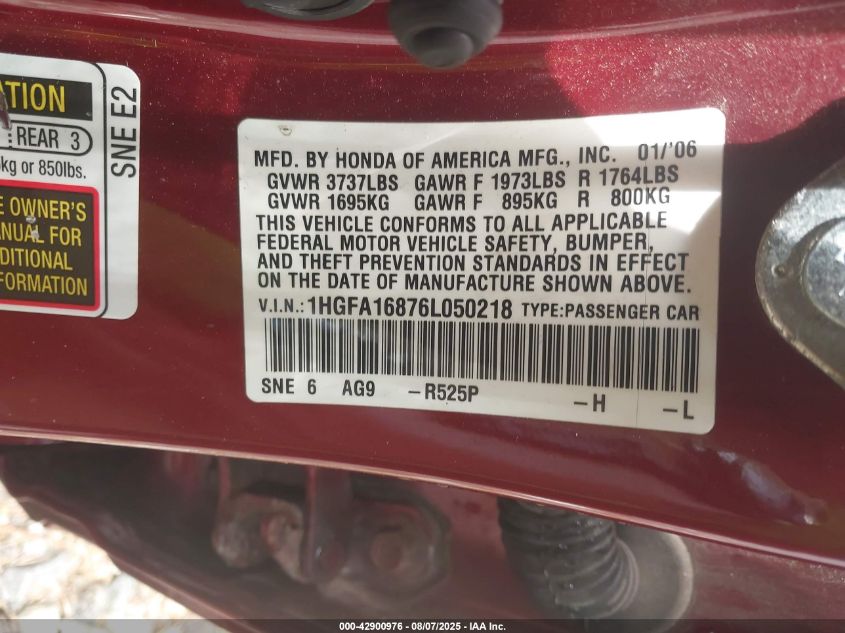 TION
REAR 3
kg or 850lbs.
E OWNER'S
ANUAL FOR
DDITIONAL
FORMATION
SNE E2
MFD. BY HONDA OF AMERICA MFG., INC. 01/'06
GVWR 3737LBS GAWR F 1973LBS R 1764LBS
GVWR 1695KG GAWR F 895KG R 800KG
THIS VEHICLE CONFORMS TO ALL APPLICABLE
FEDERAL MOTOR VEHICLE SAFETY, BUMPER,
AND THEFT PREVENTION STANDARDS IN EFFECT
ON THE DATE OF MANUFACTURE SHOWN ABOVE.
V.I.N.: 1HGFA16876L050218 TYPE:PASSENGER CAR
SNE 6 AG9 -R525P -H -L
000-42900976 - 08/07/2025 - IAA Inc.